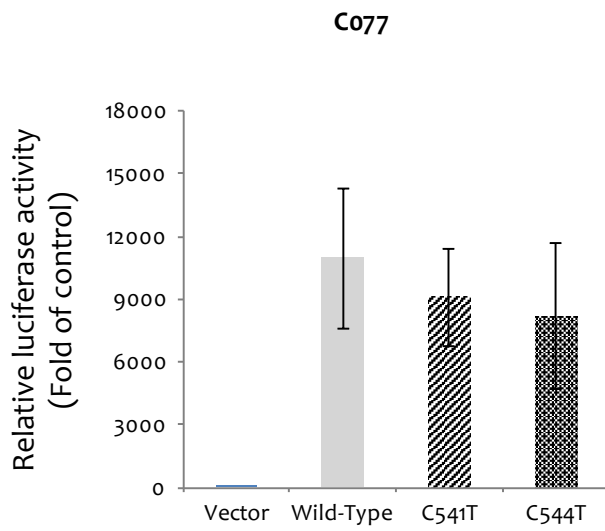 C077
Relative luciferase activity
(Fold of control)
18000
15000
12000
9000
6000
3000
0
Vector Wild-Type C541T C544T